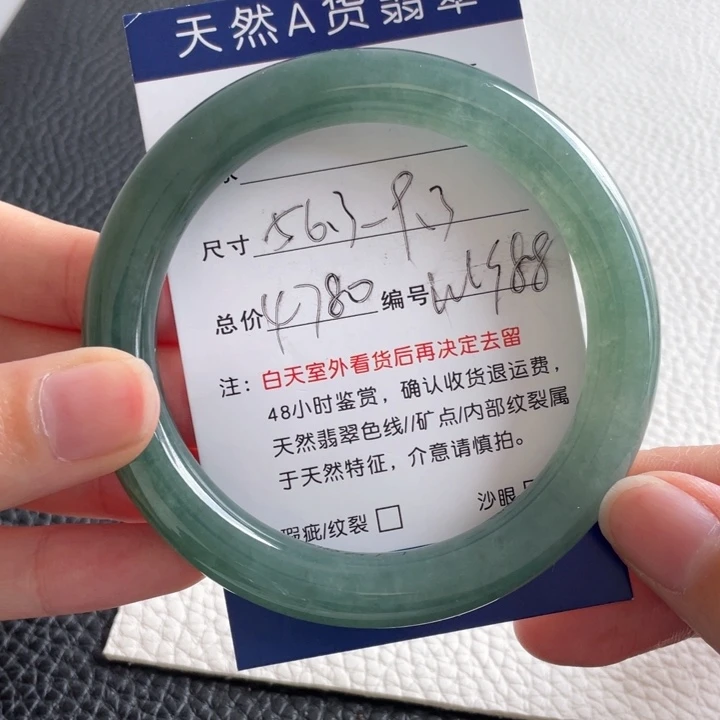 天然A货翡翠
尺寸 56.3-9.3
总价 4780 编号
注：白天室外看货后再决定去留
48小时鉴赏，确认收货退运费，
天然翡翠色线//矿点/内部纹裂属
于天然特征，介意请慎拍。
瑕疵/纹裂□ 沙眼